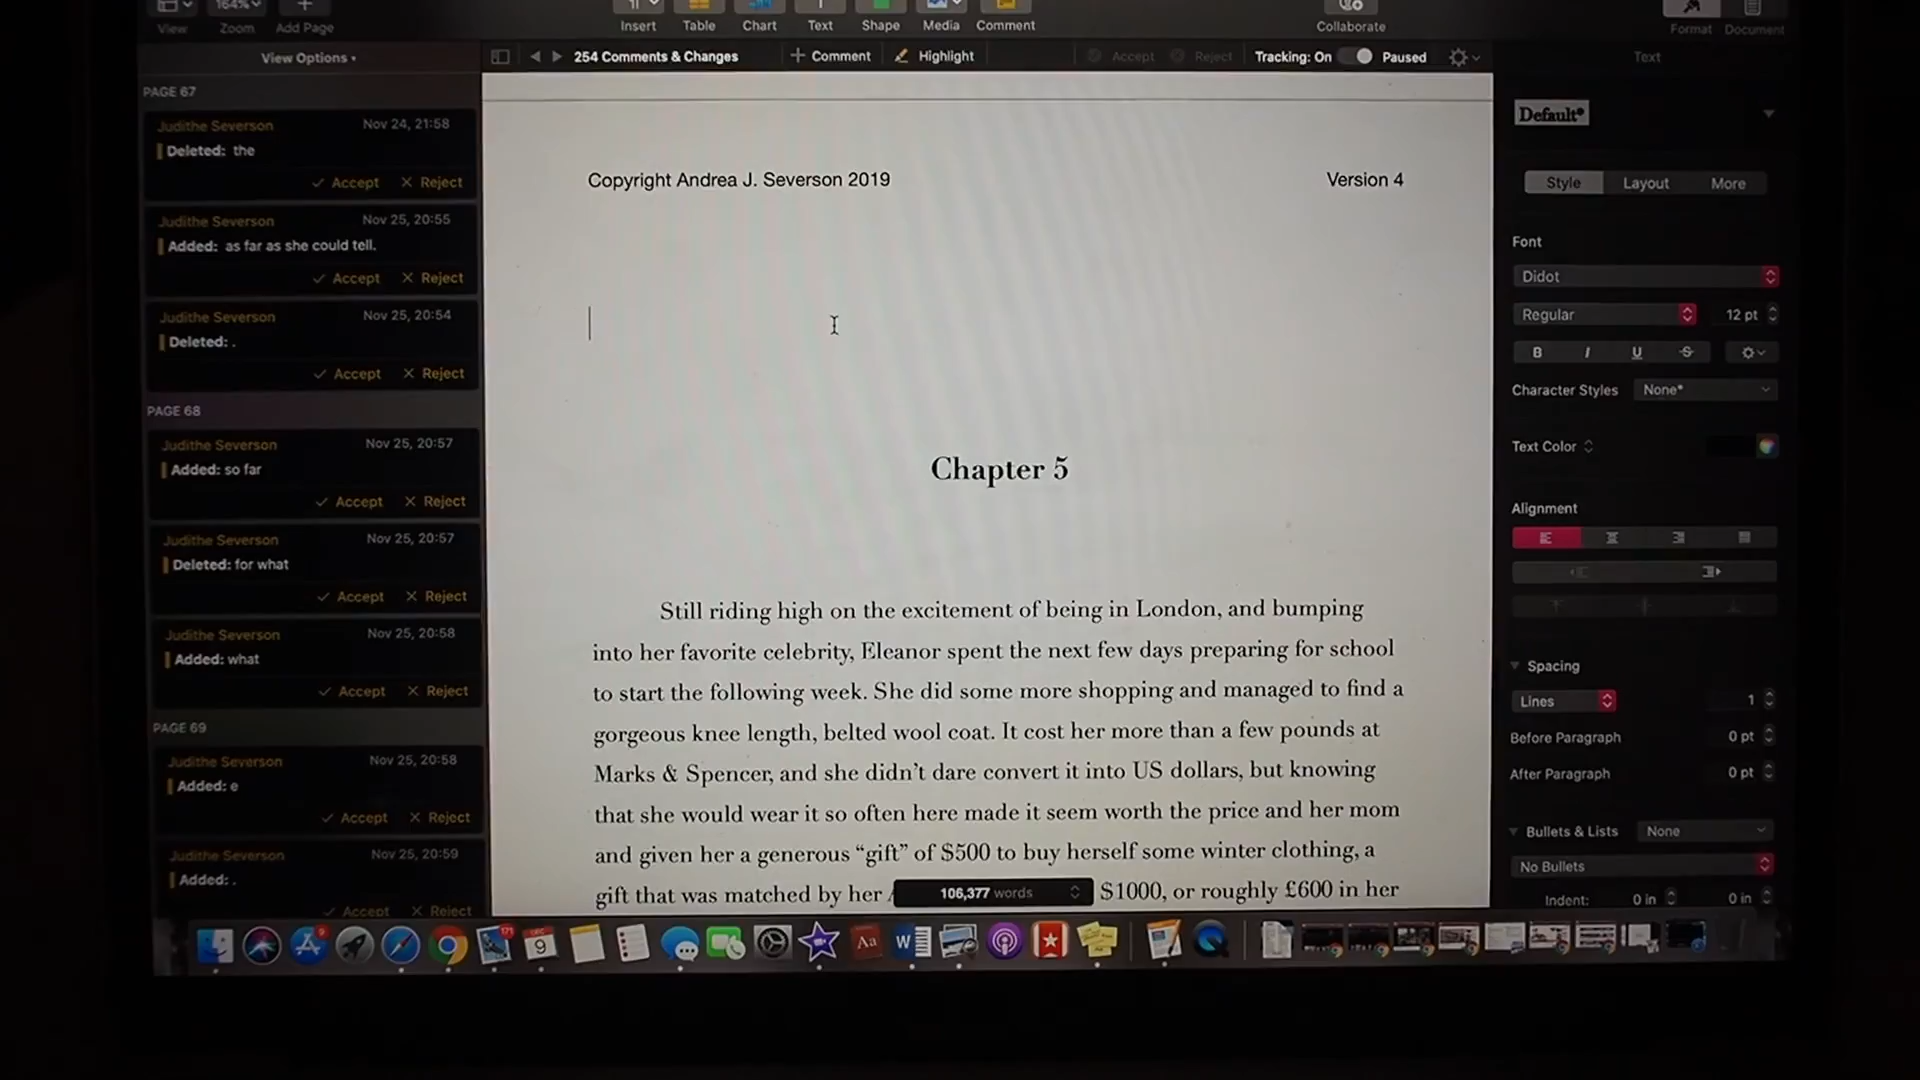 164%
View
Zoom
Add Page
Insert
Table
Chart
Text
Shape
Media
Comment
Collaborate
Format
Document
View Options
254 Comments & Changes
Comment
Highlight
Accept
Reject
Tracking: On
Paused
Text
PAGE 67
Judithe Severson Nov 24, 21:58
Deleted: the
Accept Reject
Judithe Severson Nov 25, 20:55
Added: as far as she could tell.
Accept Reject
Judithe Severson Nov 25, 20:54
Deleted: .
Accept Reject
PAGE 68
Judithe Severson Nov 25, 20:57
Added: so far
Accept Reject
Judithe Severson Nov 25, 20:57
Deleted: for what
Accept Reject
Judithe Severson Nov 25, 20:58
Added: what
Accept Reject
PAGE 69
Judithe Severson Nov 25, 20:58
Added: e
Accept Reject
Judithe Severson Nov 25, 20:59
Added: .
Accept Reject
Copyright Andrea J. Severson 2019 Version 4
Chapter 5
Still riding high on the excitement of being in London, and bumping
into her favorite celebrity, Eleanor spent the next few days preparing for school
to start the following week. She did some more shopping and managed to find a
gorgeous knee length, belted wool coat. It cost her more than a few pounds at
Marks & Spencer, and she didn't dare convert it into US dollars, but knowing
that she would wear it so often here made it seem worth the price and her mom
and given her a generous “gift” of $500 to buy herself some winter clothing, a
gift that was matched by her $1000, or roughly £600 in her
106,377 words
Default*
Style Layout More
Font
Didot
Regular 12 pt
B I U S
Character Styles None*
Text Color
Alignment
Spacing
Lines 1
Before Paragraph 0 pt
After Paragraph 0 pt
Bullets & Lists None
No Bullets
Indent: 0 in 0 in
9
171
DEC
9
Aa
W